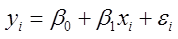 yᵢ = β₀ + β₁xᵢ + εᵢ